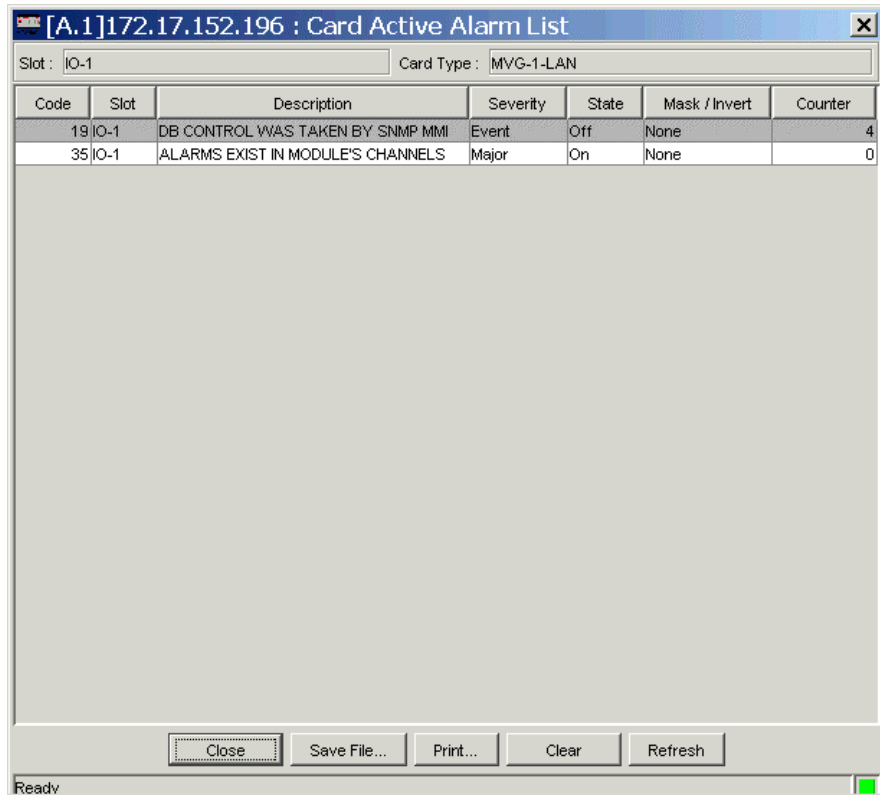 [A.1]172.17.152.196 : Card Active Alarm List
Slot : IO-1 Card Type : MVG-1-LAN
Code Slot Description Severity State Mask / Invert Counter
19 IO-1 DB CONTROL WAS TAKEN BY SNMP MMI Event Off None 4
35 IO-1 ALARMS EXIST IN MODULE'S CHANNELS Major On None 0
Close Save File... Print... Clear Refresh
Ready